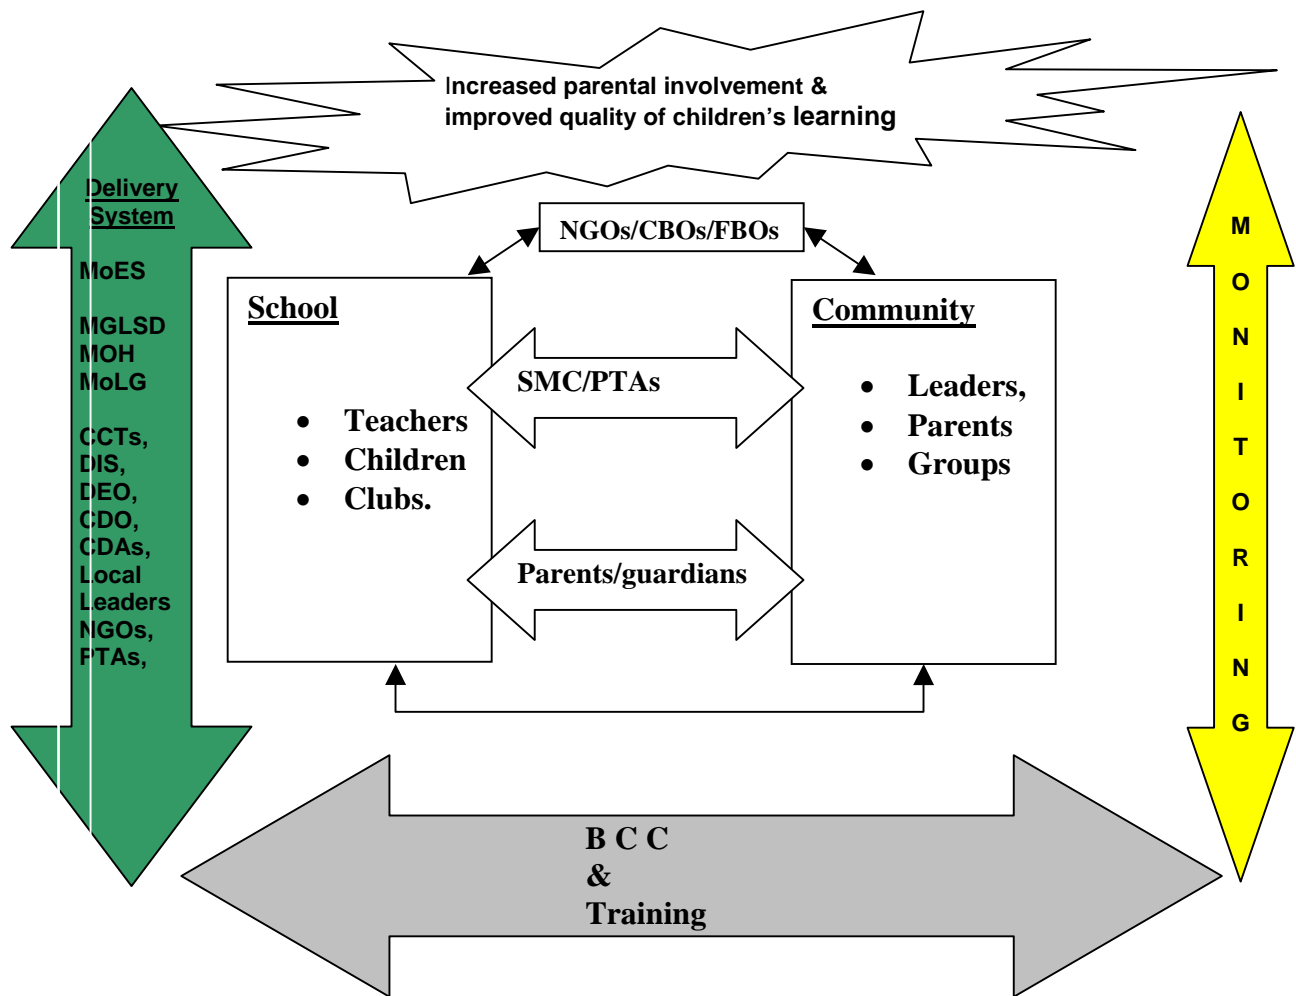 Increased parental involvement &
improved quality of children's learning
Delivery
System
MoES
MGLSD
MOH
MoLG
CCTs,
DIS,
DEO,
CDO,
CDAs,
Local
Leaders
NGOs,
PTAs,
NGOs/CBOs/FBOs
School
• Teachers
• Children
• Clubs.
SMC/PTAs
Parents/guardians
Community
• Leaders,
• Parents
• Groups
M
O
N
I
T
O
R
I
N
G
B C C
&
Training